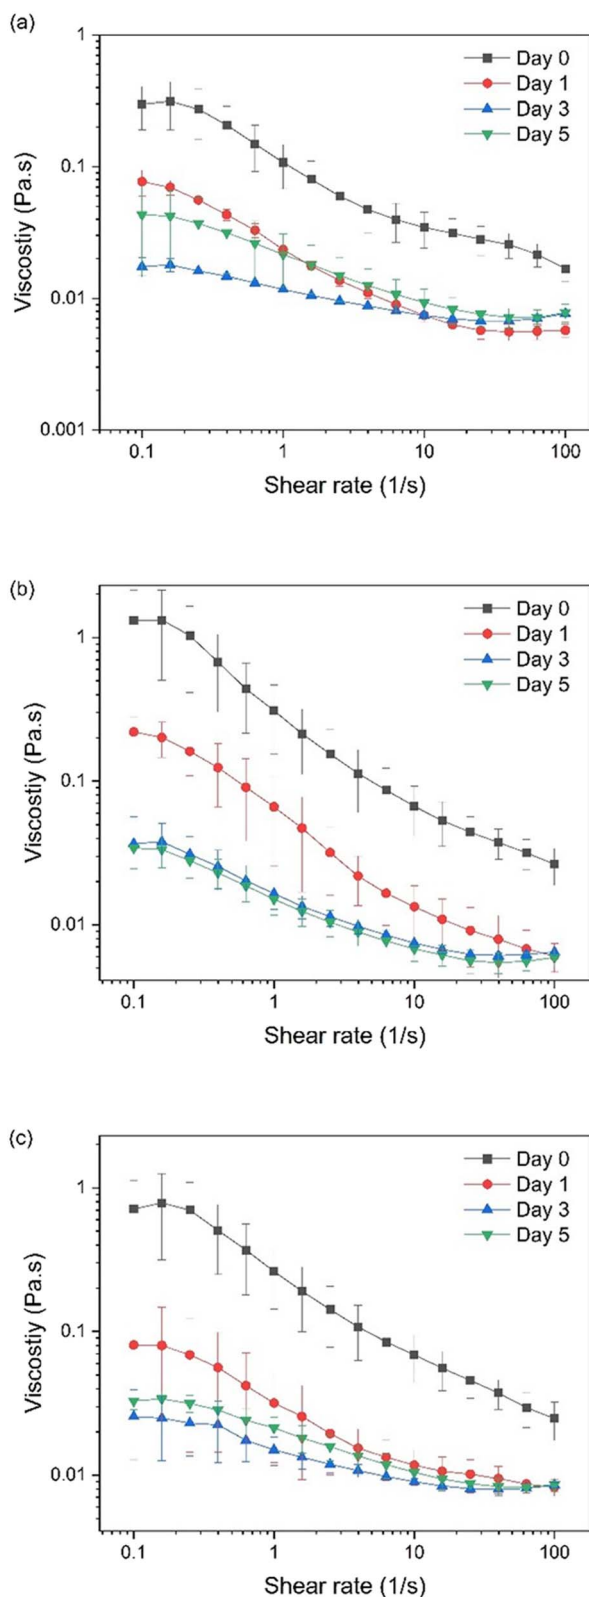 (a)
1
0.1
0.01
0.001
Viscostiy (Pa.s)
Day 0
Day 1
Day 3
Day 5
0.1 1 10 100
Shear rate (1/s)
(b)
1
0.1
0.01
Viscostiy (Pa.s)
Day 0
Day 1
Day 3
Day 5
0.1 1 10 100
Shear rate (1/s)
(c)
1
0.1
0.01
Viscostiy (Pa.s)
Day 0
Day 1
Day 3
Day 5
0.1 1 10 100
Shear rate (1/s)